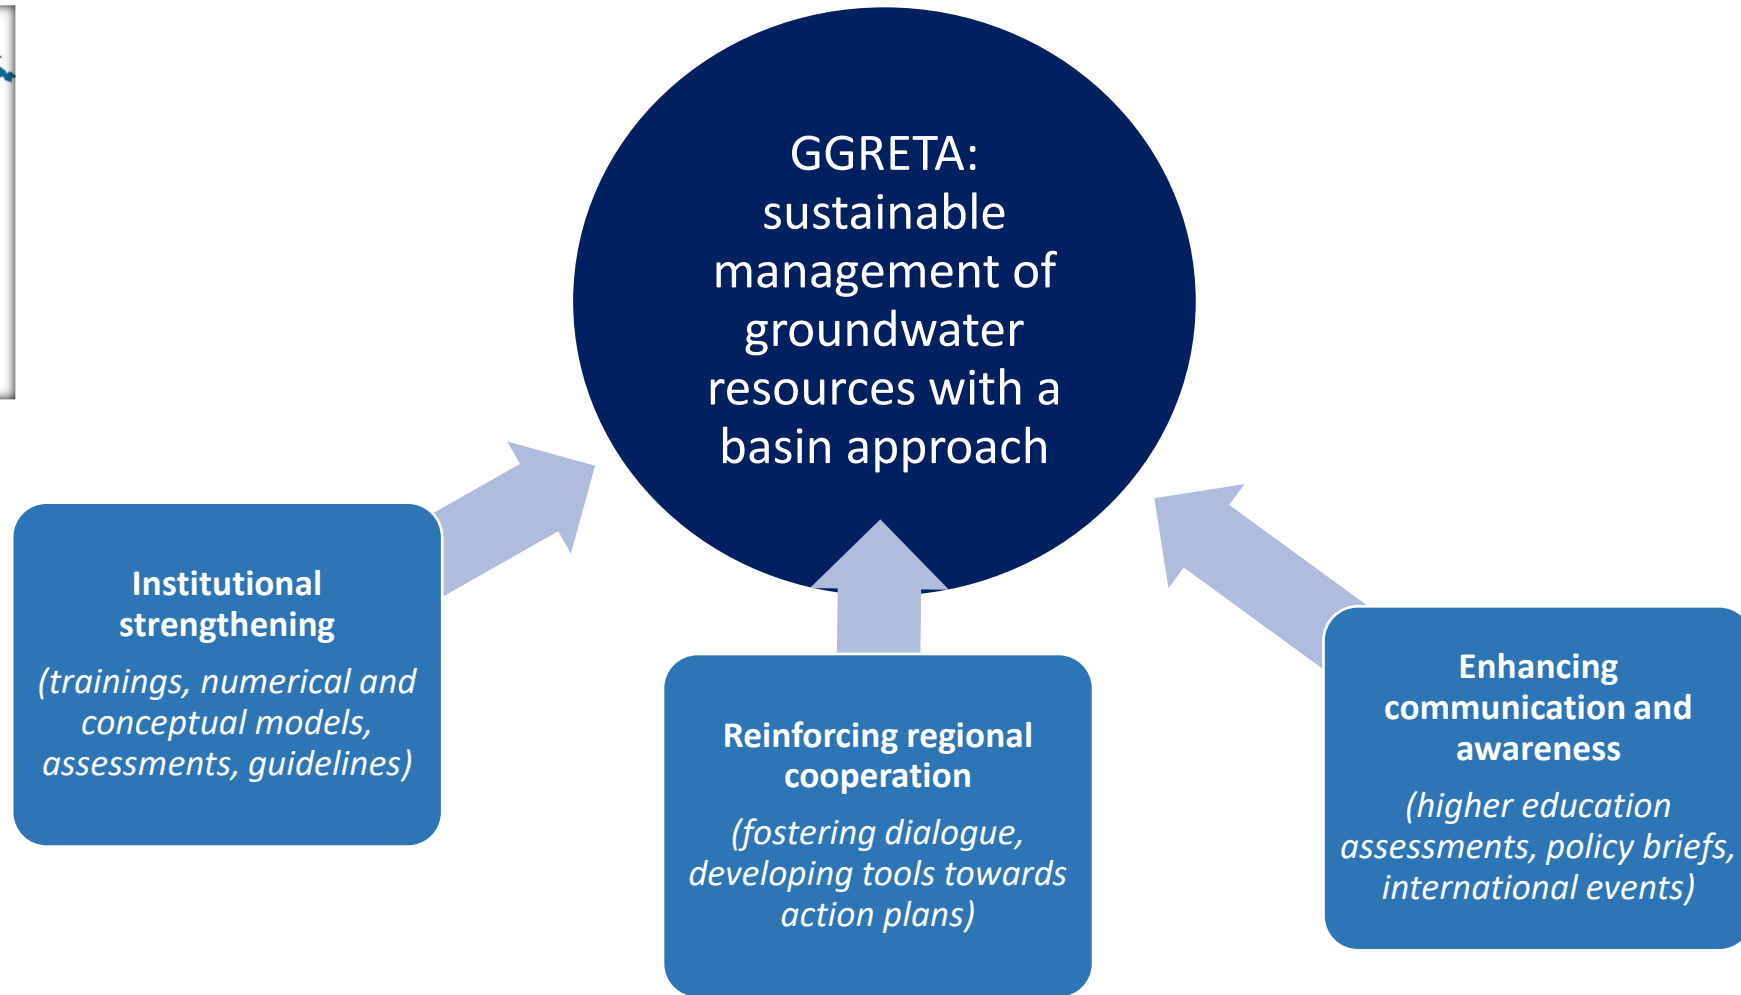 GGRETA:
sustainable
management of
groundwater
resources with a
basin approach
Institutional
strengthening
(trainings, numerical and
conceptual models,
assessments, guidelines)
Reinforcing regional
cooperation
(fostering dialogue,
developing tools towards
action plans)
Enhancing
communication and
awareness
(higher education
assessments, policy briefs,
international events)